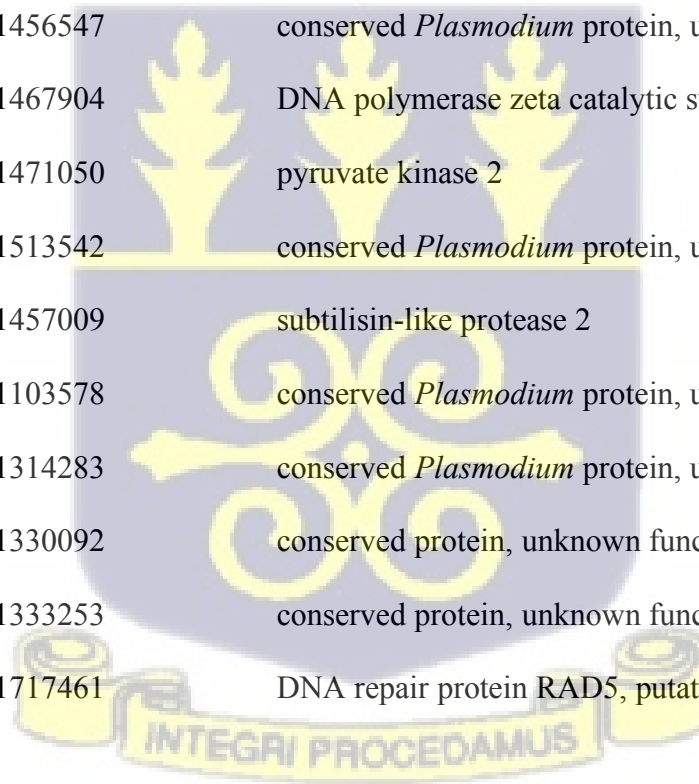 1456547 conserved Plasmodium protein, u
1467904 DNA polymerase zeta catalytic s
1471050 pyruvate kinase 2
1513542 conserved Plasmodium protein, u
1457009 subtilisin-like protease 2
1103578 conserved Plasmodium protein, u
1314283 conserved Plasmodium protein, u
1330092 conserved protein, unknown func
1333253 conserved protein, unknown func
1717461 DNA repair protein RAD5, putat
INTEGRI PROCEDAMUS